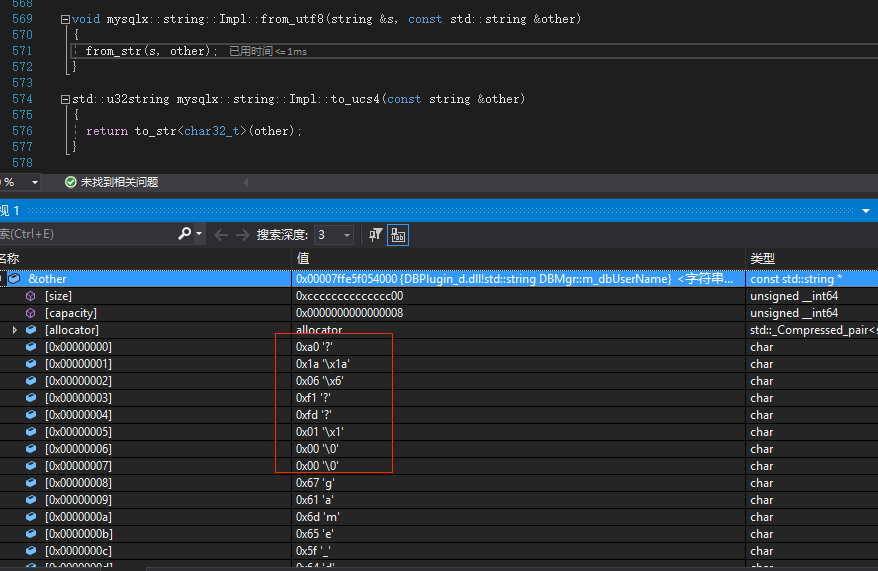 568
569 void mysqlx::string::Impl::from_utf8(string &s, const std::string &other)
570 {
571 from_str(s, other); 已用时间<=1ms
572 }
573
574 std::u32string mysqlx::string::Impl::to_ucs4(const string &other)
575 {
576 return to_str<char32_t>(other);
577 }
578
% 未找到相关问题
视 1
索(Ctrl+E) 搜索深度: 3
名称 值 类型
&other 0x00007ffe5f054000 {DBPlugin_d.dll!std::string DBMgr::m_dbUserName} <字符串... const std::string *
[size] 0xcccccccccccccc00 unsigned __int64
[capacity] 0x0000000000000008 unsigned __int64
[allocator] allocator std::_Compressed_pair<s
[0x00000000] 0xa0 '?' char
[0x00000001] 0x1a '\x1a' char
[0x00000002] 0x06 '\x6' char
[0x00000003] 0xf1 '?' char
[0x00000004] 0xfd '?' char
[0x00000005] 0x01 '\x1' char
[0x00000006] 0x00 '\0' char
[0x00000007] 0x00 '\0' char
[0x00000008] 0x67 'g' char
[0x00000009] 0x61 'a' char
[0x0000000a] 0x6d 'm' char
[0x0000000b] 0x65 'e' char
[0x0000000c] 0x5f '_' char
[0x0000000d] 0x64 'd' char